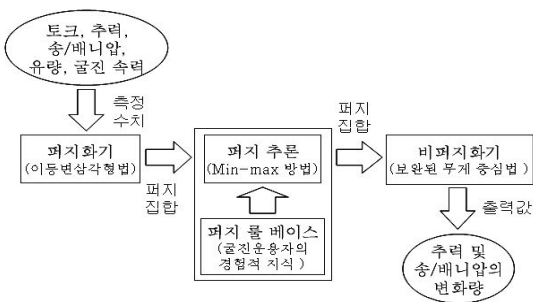 토크, 추력,
송/배니압,
유량, 굴진 속력
측정
수치
퍼지화기
(이등변삼각형법)
퍼지
집합
퍼지 추론
(Min-max 방법)
퍼지 룰 베이스
(굴진운용자의
경험적 지식 )
퍼지
집합
비퍼지화기
(보완된 무게 중심법 )
출력값
추력 및
송/배니압의
변화량